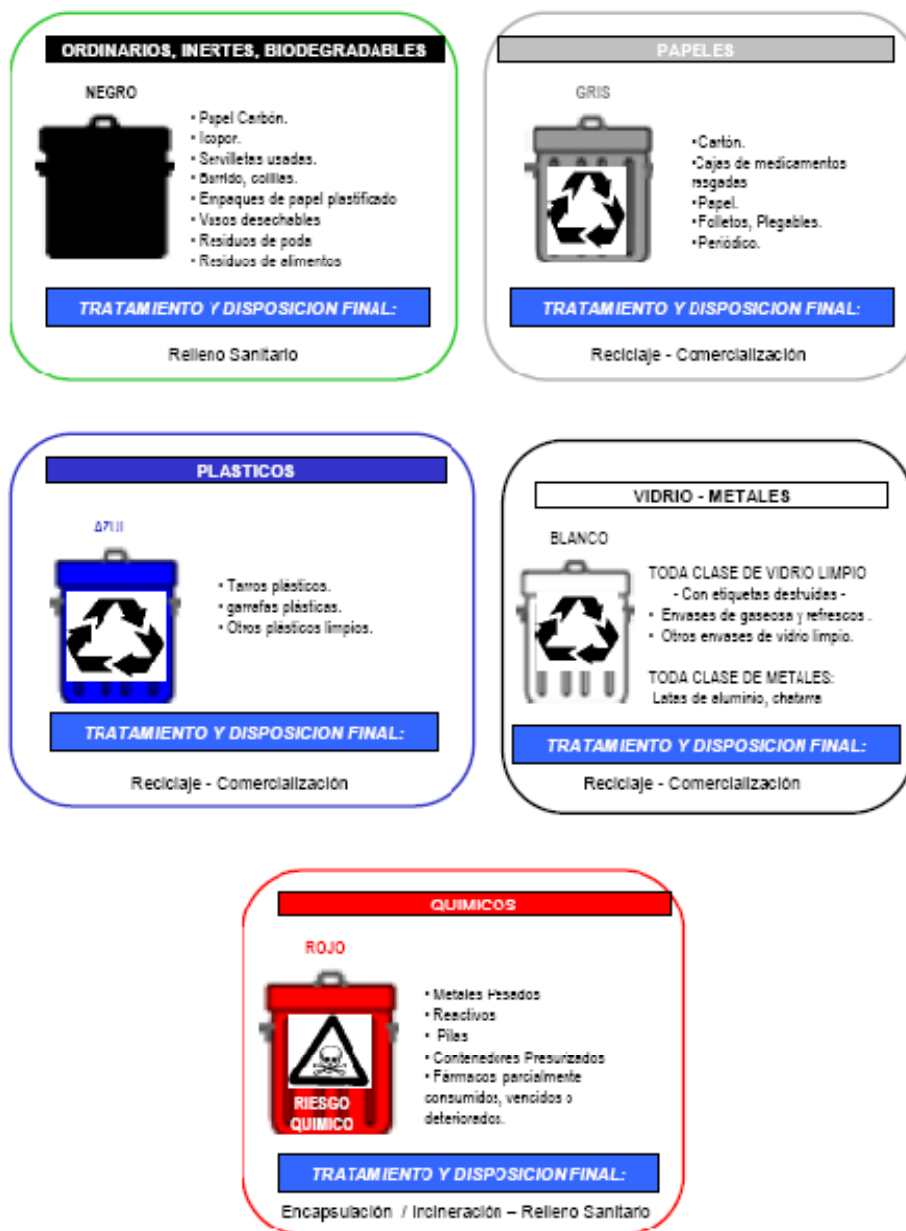 ORDINARIOS, INERTES, BIODEGRADABLES
NEGRO
• Papel Carbón.
• Icopor.
• Servilletas usadas.
• Barrido, colillas.
• Empaques de papel plastificado
• Vasos desechables
• Residuos de poda
• Residuos de alimentos
TRATAMIENTO Y DISPOSICION FINAL:
Relleno Sanitario
PAPELES
GRIS
•Cartón.
•Cajas de medicamentos
rasgadas
•Papel.
•Folletos, Plegables.
•Periódico.
TRATAMIENTO Y DISPOSICION FINAL:
Reciclaje - Comercialización
PLASTICOS
AZUL
• Tarros plásticos.
• garrafas plásticas.
• Otros plásticos limpios.
TRATAMIENTO Y DISPOSICION FINAL:
Reciclaje - Comercialización
VIDRIO - METALES
BLANCO
TODA CLASE DE VIDRIO LIMPIO
- Con etiquetas destruidas -
• Envases de gaseosa y refrescos .
• Otros envases de vidrio limpio.
TODA CLASE DE METALES:
Latas de aluminio, chatarra
TRATAMIENTO Y DISPOSICION FINAL:
Reciclaje - Comercialización
QUIMICOS
ROJO
RIESGO
QUIMICO
• Metales Pesados
• Reactivos
• Pilas
• Contenedores Presurizados
• Fármacos parcialmente
consumidos, vencidos o
deteriorados.
TRATAMIENTO Y DISPOSICION FINAL:
Encapsulación / Incineración – Relleno Sanitario